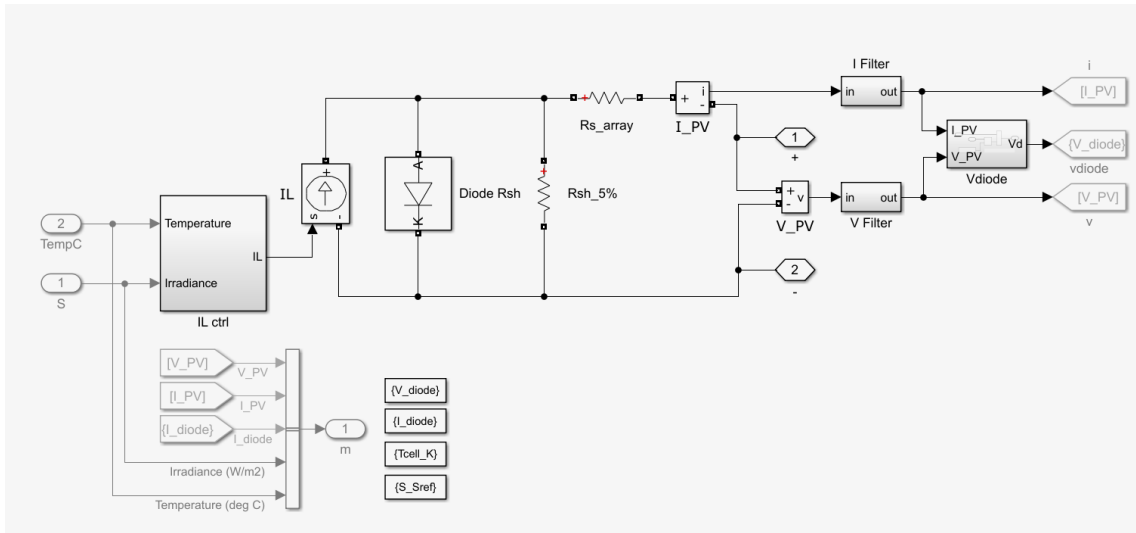 I Filter
i
in
out
[I_PV]
+
i
-
I_PV
Rs_array
1
+
I_PV
V_PV
Vd
Vdiode
{V_diode}
vdiode
IL
+
S
-
A
K
Diode Rsh
Rsh_5%
+
-
v
V_PV
in
out
V Filter
[V_PV]
v
2
TempC
Temperature
IL
Irradiance
IL ctrl
1
S
2
-
[V_PV]
V_PV
[I_PV]
I_PV
{I_diode}
I_diode
Irradiance (W/m2)
Temperature (deg C)
1
m
{V_diode}
{I_diode}
{Tcell_K}
{S_Sref}